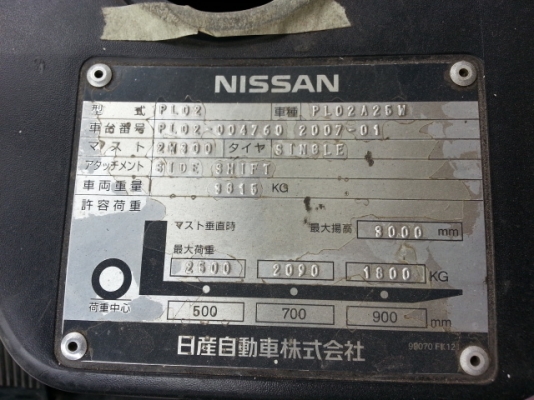 NISSAN
型式 PL02 車種 PL02A25W
車台番号 PL02-004760 2007-01
マスト 2W300 タイヤ SINGLE
アタッチメント SIDE SHIFT
車両重量 3815 KG
許容荷重
マスト垂直時 最大揚高 3000 mm
最大荷重
2500 2090 1800 KG
荷重中心 500 700 900 mm
日産自動車株式会社